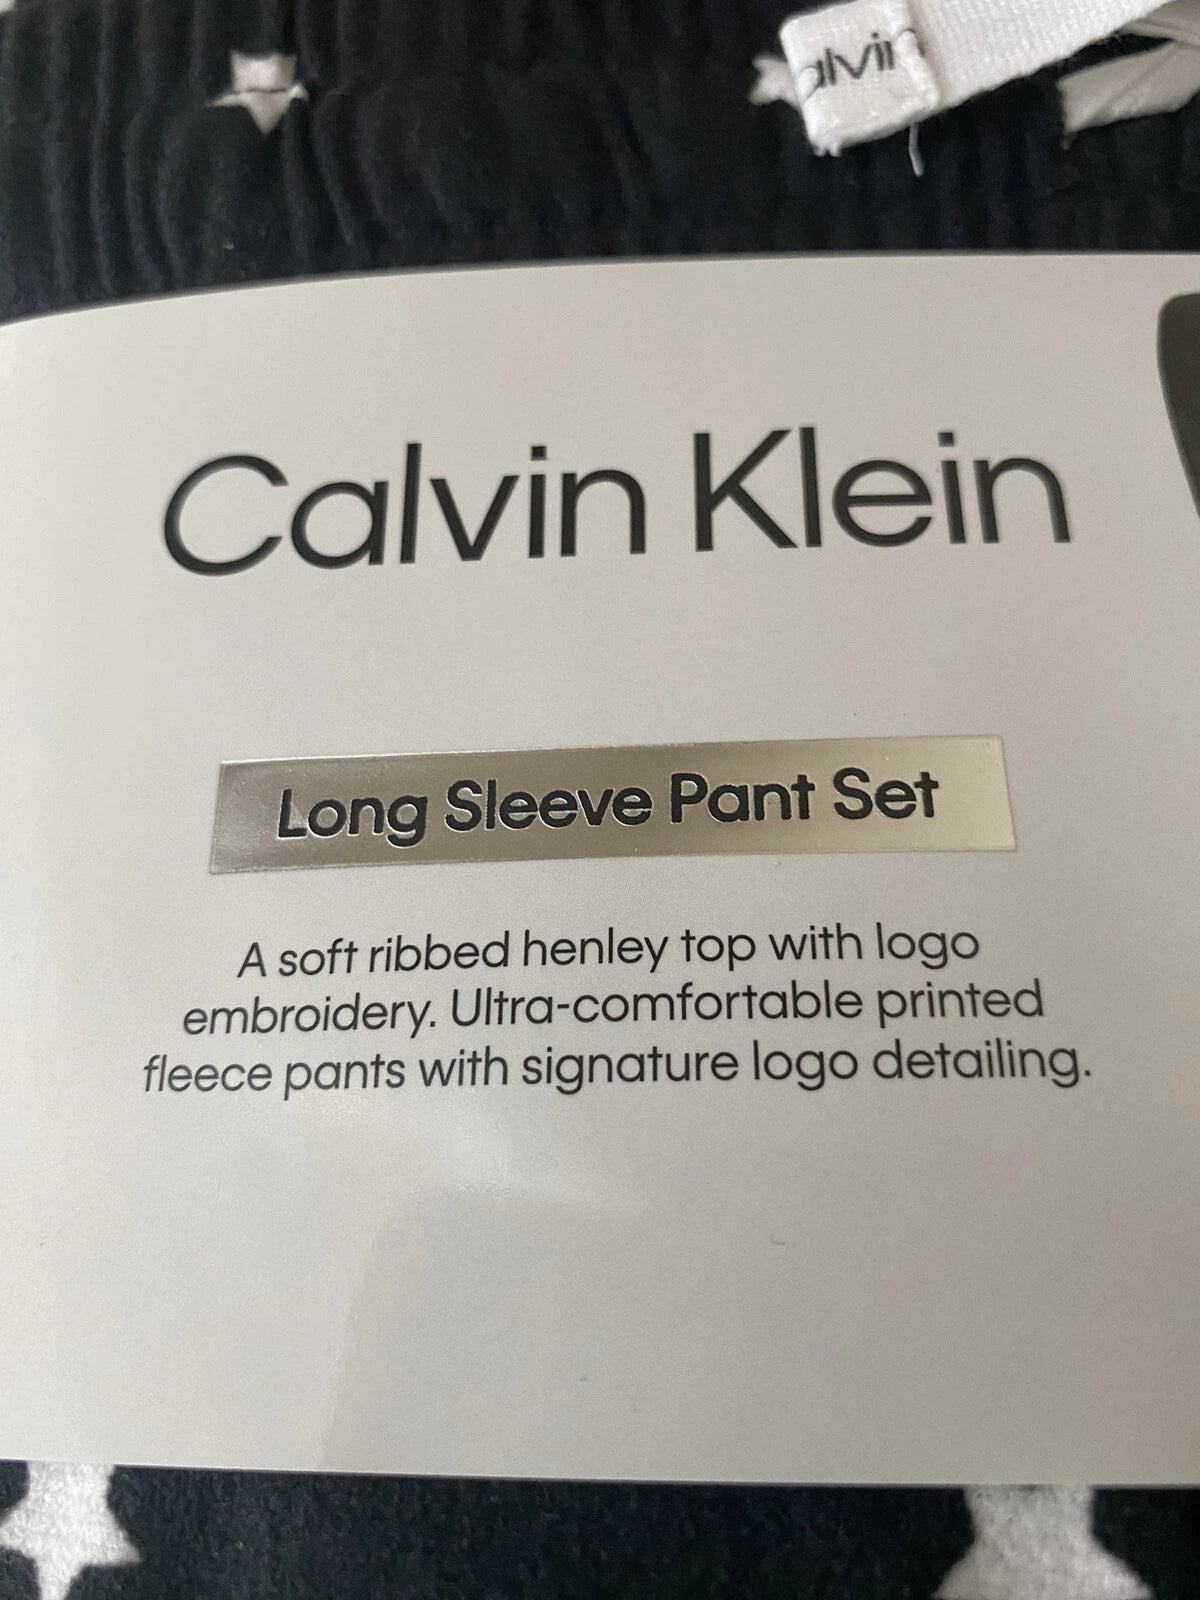 alvin
Calvin Klein
Long Sleeve Pant Set
A soft ribbed henley top with logo
embroidery. Ultra-comfortable printed
fleece pants with signature logo detailing.